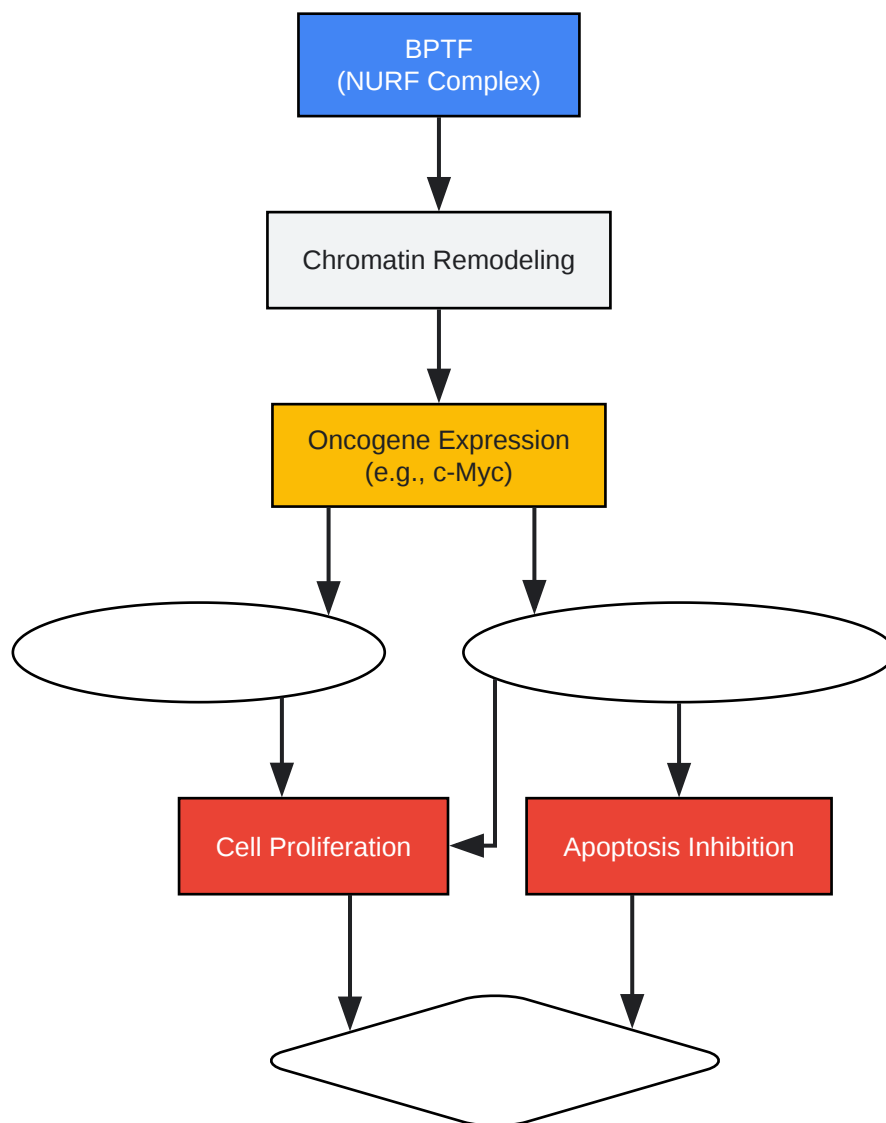 BPTF
(NURF Complex)
Chromatin Remodeling
Oncogene Expression
(e.g., c-Myc)
Cell Proliferation
Apoptosis Inhibition